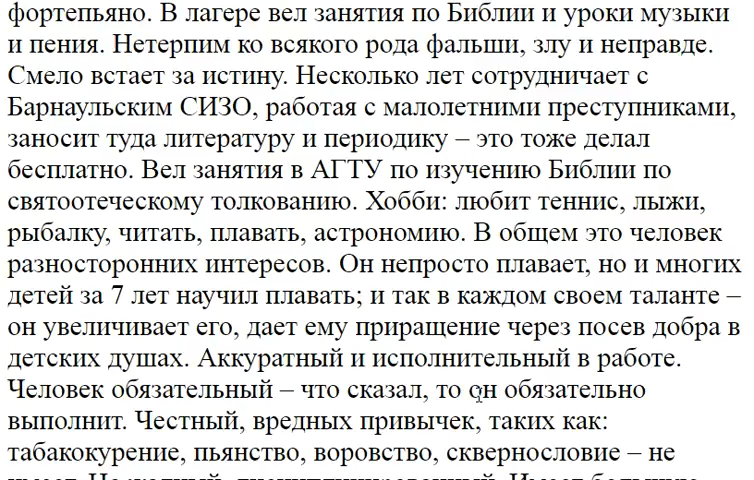 фортепьяно. В лагере вел занятия по Библии и уроки музыки
и пения. Нетерпим ко всякого рода фальши, злу и неправде.
Смело встает за истину. Несколько лет сотрудничает с
Барнаульским СИЗО, работая с малолетними преступниками,
заносит туда литературу и периодику – это тоже делал
бесплатно. Вел занятия в АГТУ по изучению Библии по
святоотеческому толкованию. Хобби: любит теннис, лыжи,
рыбалку, читать, плавать, астрономию. В общем это человек
разносторонних интересов. Он непросто плавает, но и многих
детей за 7 лет научил плавать; и так в каждом своем таланте –
он увеличивает его, дает ему приращение через посев добра в
детских душах. Аккуратный и исполнительный в работе.
Человек обязательный – что сказал, то он обязательно
выполнит. Честный, вредных привычек, таких как:
табакокурение, пьянство, воровство, сквернословие – не